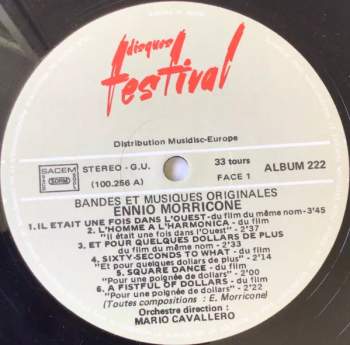 disques
festival
Distribution Musidisc-Europe
SACEM
SDRM
STEREO - G.U.
(100.256 A)
33 tours
FACE 1
ALBUM 222
BANDES ET MUSIQUES ORIGINALES
ENNIO MORRICONE
1. IL ETAIT UNE FOIS DANS L'OUEST - du film du même nom - 3'45
2. L'HOMME A L'HARMONICA - du film
"Il était une fois dans l'Ouest" - 2'21
3. ET POUR QUELQUES DOLLARS DE PLUS
du film du même nom - 2'33
4. SIXTY-SECONDS TO WHAT - du film
"Et pour quelques dollars de plus" - 2'14
5. SQUARE DANCE - du film
"Pour une poignée de dollars" - 2'00
6. A FISTFUL OF DOLLARS - du film
"Pour une poignée de dollars" - 2'22
(Toutes compositions : E. Morricone)
Orchestre direction :
MARIO CAVALLERO